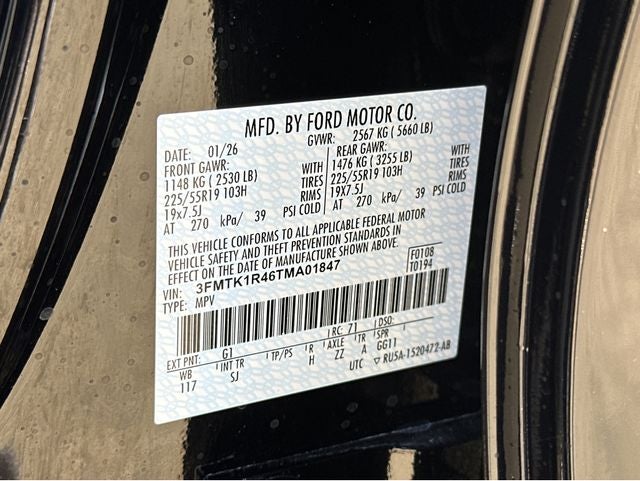 MFD. BY FORD MOTOR CO.
DATE: 01/26 GVWR: 2567 KG ( 5660 LB)
FRONT GAWR: REAR GAWR:
1148 KG ( 2530 LB) WITH 1476 KG ( 3255 LB) WITH
225/55R19 103H TIRES 225/55R19 103H TIRES
19x7.5J RIMS 19x7.5J RIMS
AT 270 kPa/ 39 PSI COLD AT 270 kPa/ 39 PSI COLD
THIS VEHICLE CONFORMS TO ALL APPLICABLE FEDERAL MOTOR
VEHICLE SAFETY AND THEFT PREVENTION STANDARDS IN
EFFECT ON THE DATE OF MANUFACTURE SHOWN ABOVE.
VIN: 3FMTK1R46TMA01847 F0108
TYPE: MPV T0194
EXT PNT: G1 RC: 71 DSO:
WB INT TR TP/PS R AXLE TR SPR
117 SJ H ZZ A GG11
UTC ▽ RU5A-1520472-AB